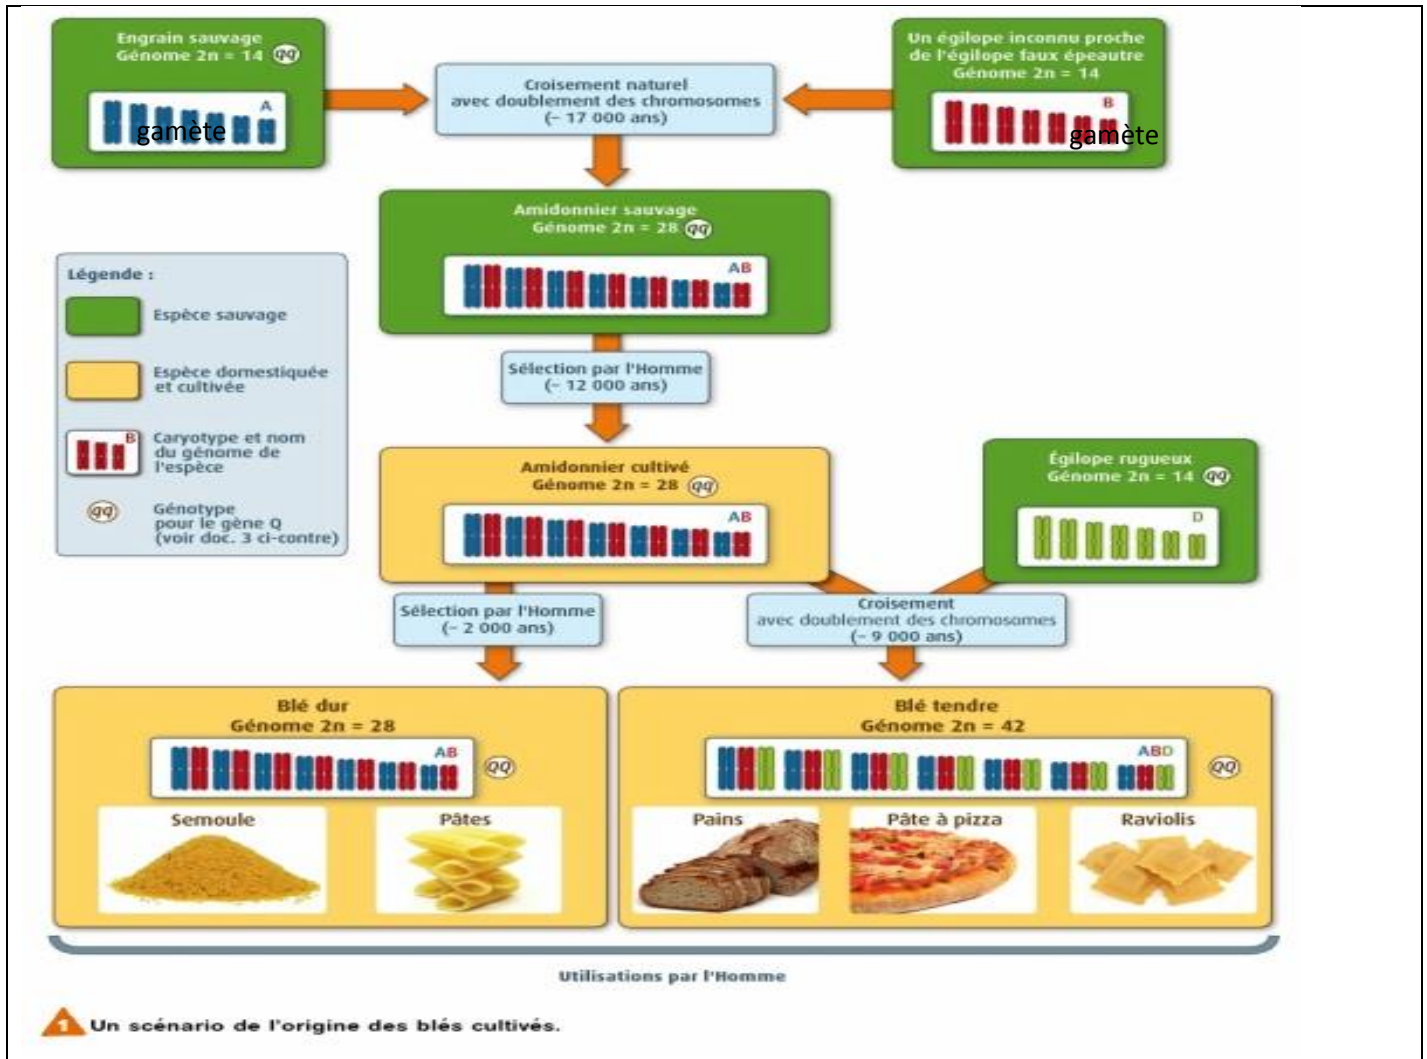 Engrain sauvage
Génome 2n = 14 qq
A
gamète
Croisement naturel
avec doublement des chromosomes
(– 17 000 ans)
Un égilope inconnu proche
de l'égilope faux épeautre
Génome 2n = 14
B
gamète
Amidonnier sauvage
Génome 2n = 28 qq
AB
Légende :
Espèce sauvage
Espèce domestiquée
et cultivée
B
Caryotype et nom
du génome de
l'espèce
qq
Génotype
pour le gène Q
(voir doc. 3 ci-contre)
Sélection par l'Homme
(– 12 000 ans)
Amidonnier cultivé
Génome 2n = 28 qq
AB
Égilope rugueux
Génome 2n = 14 qq
D
Sélection par l'Homme
(– 2 000 ans)
Croisement
avec doublement des chromosomes
(– 9 000 ans)
Blé dur
Génome 2n = 28
AB
QQ
Semoule
Pâtes
Blé tendre
Génome 2n = 42
ABD
QQ
Pains
Pâte à pizza
Raviolis
Utilisations par l'Homme
1 Un scénario de l'origine des blés cultivés.